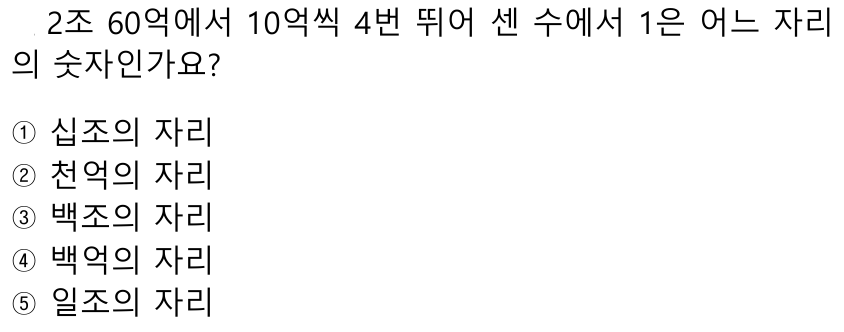 2조 60억에서 10억씩 4번 뛰어 센 수에서 1은 어느 자리
의 숫자인가요?
① 십조의 자리
② 천억의 자리
③ 백조의 자리
④ 백억의 자리
⑤ 일조의 자리